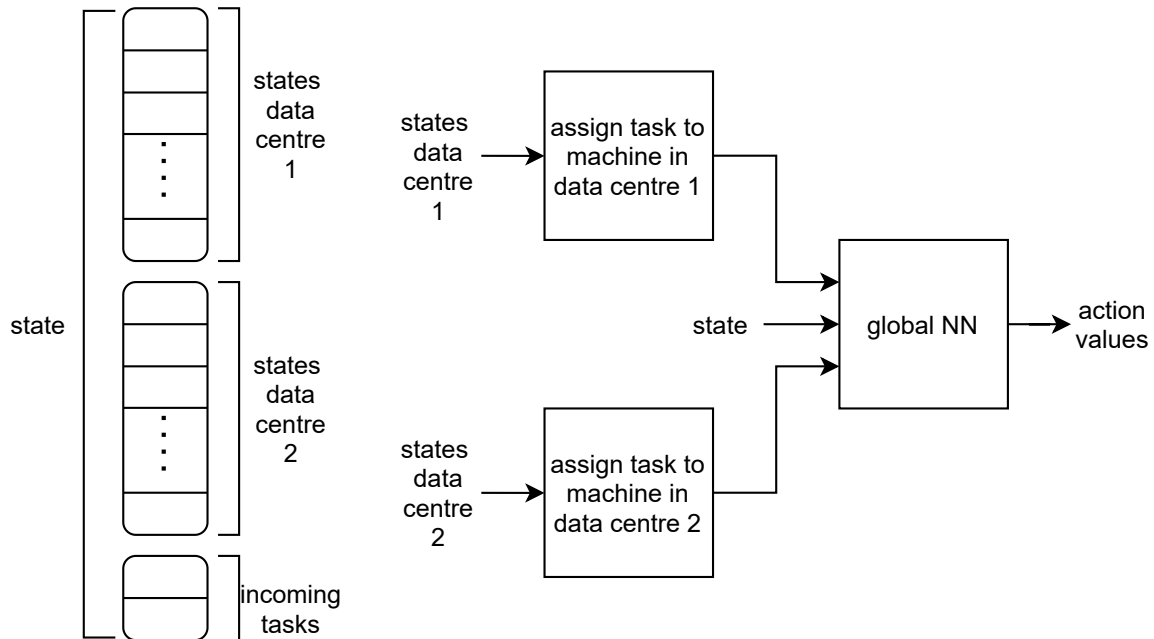 state
states
data
centre
1
states
data
centre
2
incoming
tasks
states
data
centre
1
assign task to
machine in
data centre 1
states
data
centre
2
assign task to
machine in
data centre 2
state
global NN
action
values